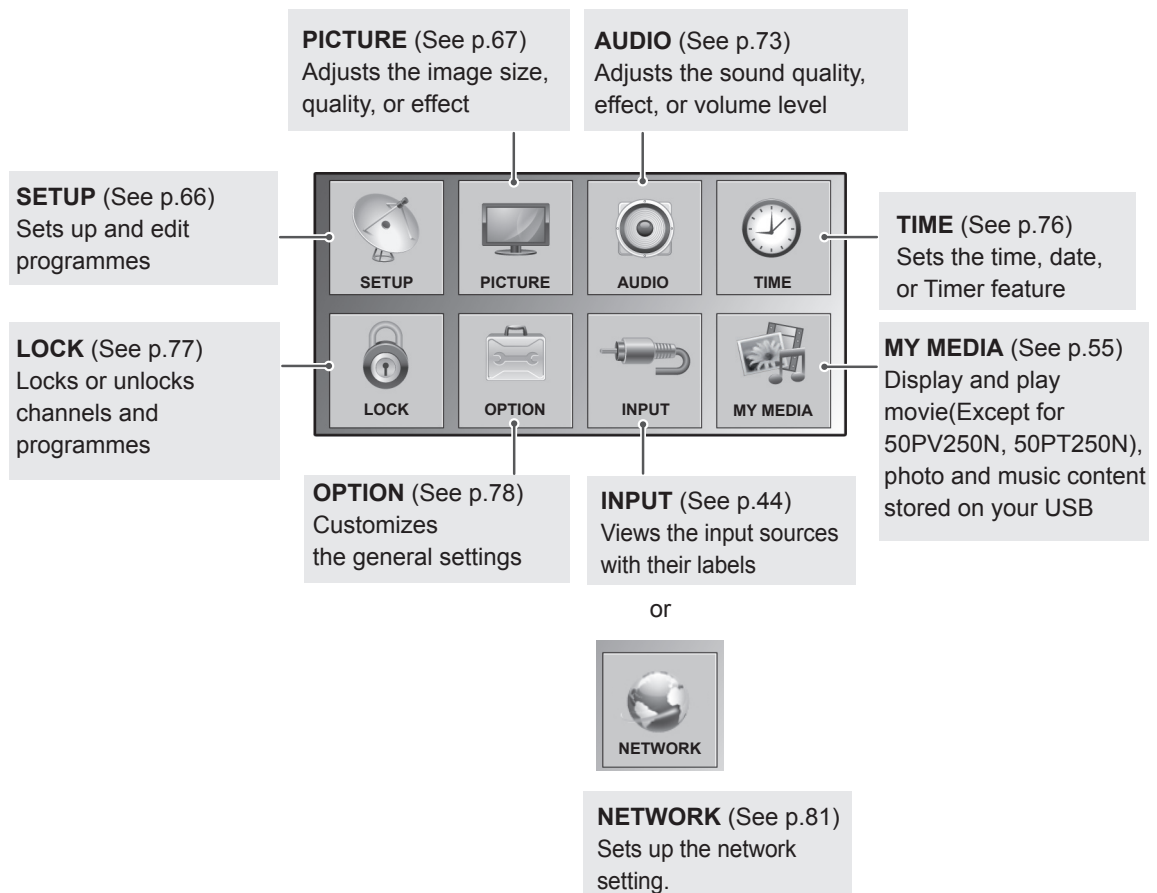 PICTURE (See p.67)
Adjusts the image size,
quality, or effect
AUDIO (See p.73)
Adjusts the sound quality,
effect, or volume level
SETUP (See p.66)
Sets up and edit
programmes
TIME (See p.76)
Sets the time, date,
or Timer feature
LOCK (See p.77)
Locks or unlocks
channels and
programmes
MY MEDIA (See p.55)
Display and play
movie(Except for
50PV250N, 50PT250N),
photo and music content
stored on your USB
SETUP PICTURE AUDIO TIME
LOCK OPTION INPUT MY MEDIA
OPTION (See p.78)
Customizes
the general settings
INPUT (See p.44)
Views the input sources
with their labels
or
NETWORK
NETWORK (See p.81)
Sets up the network
setting.